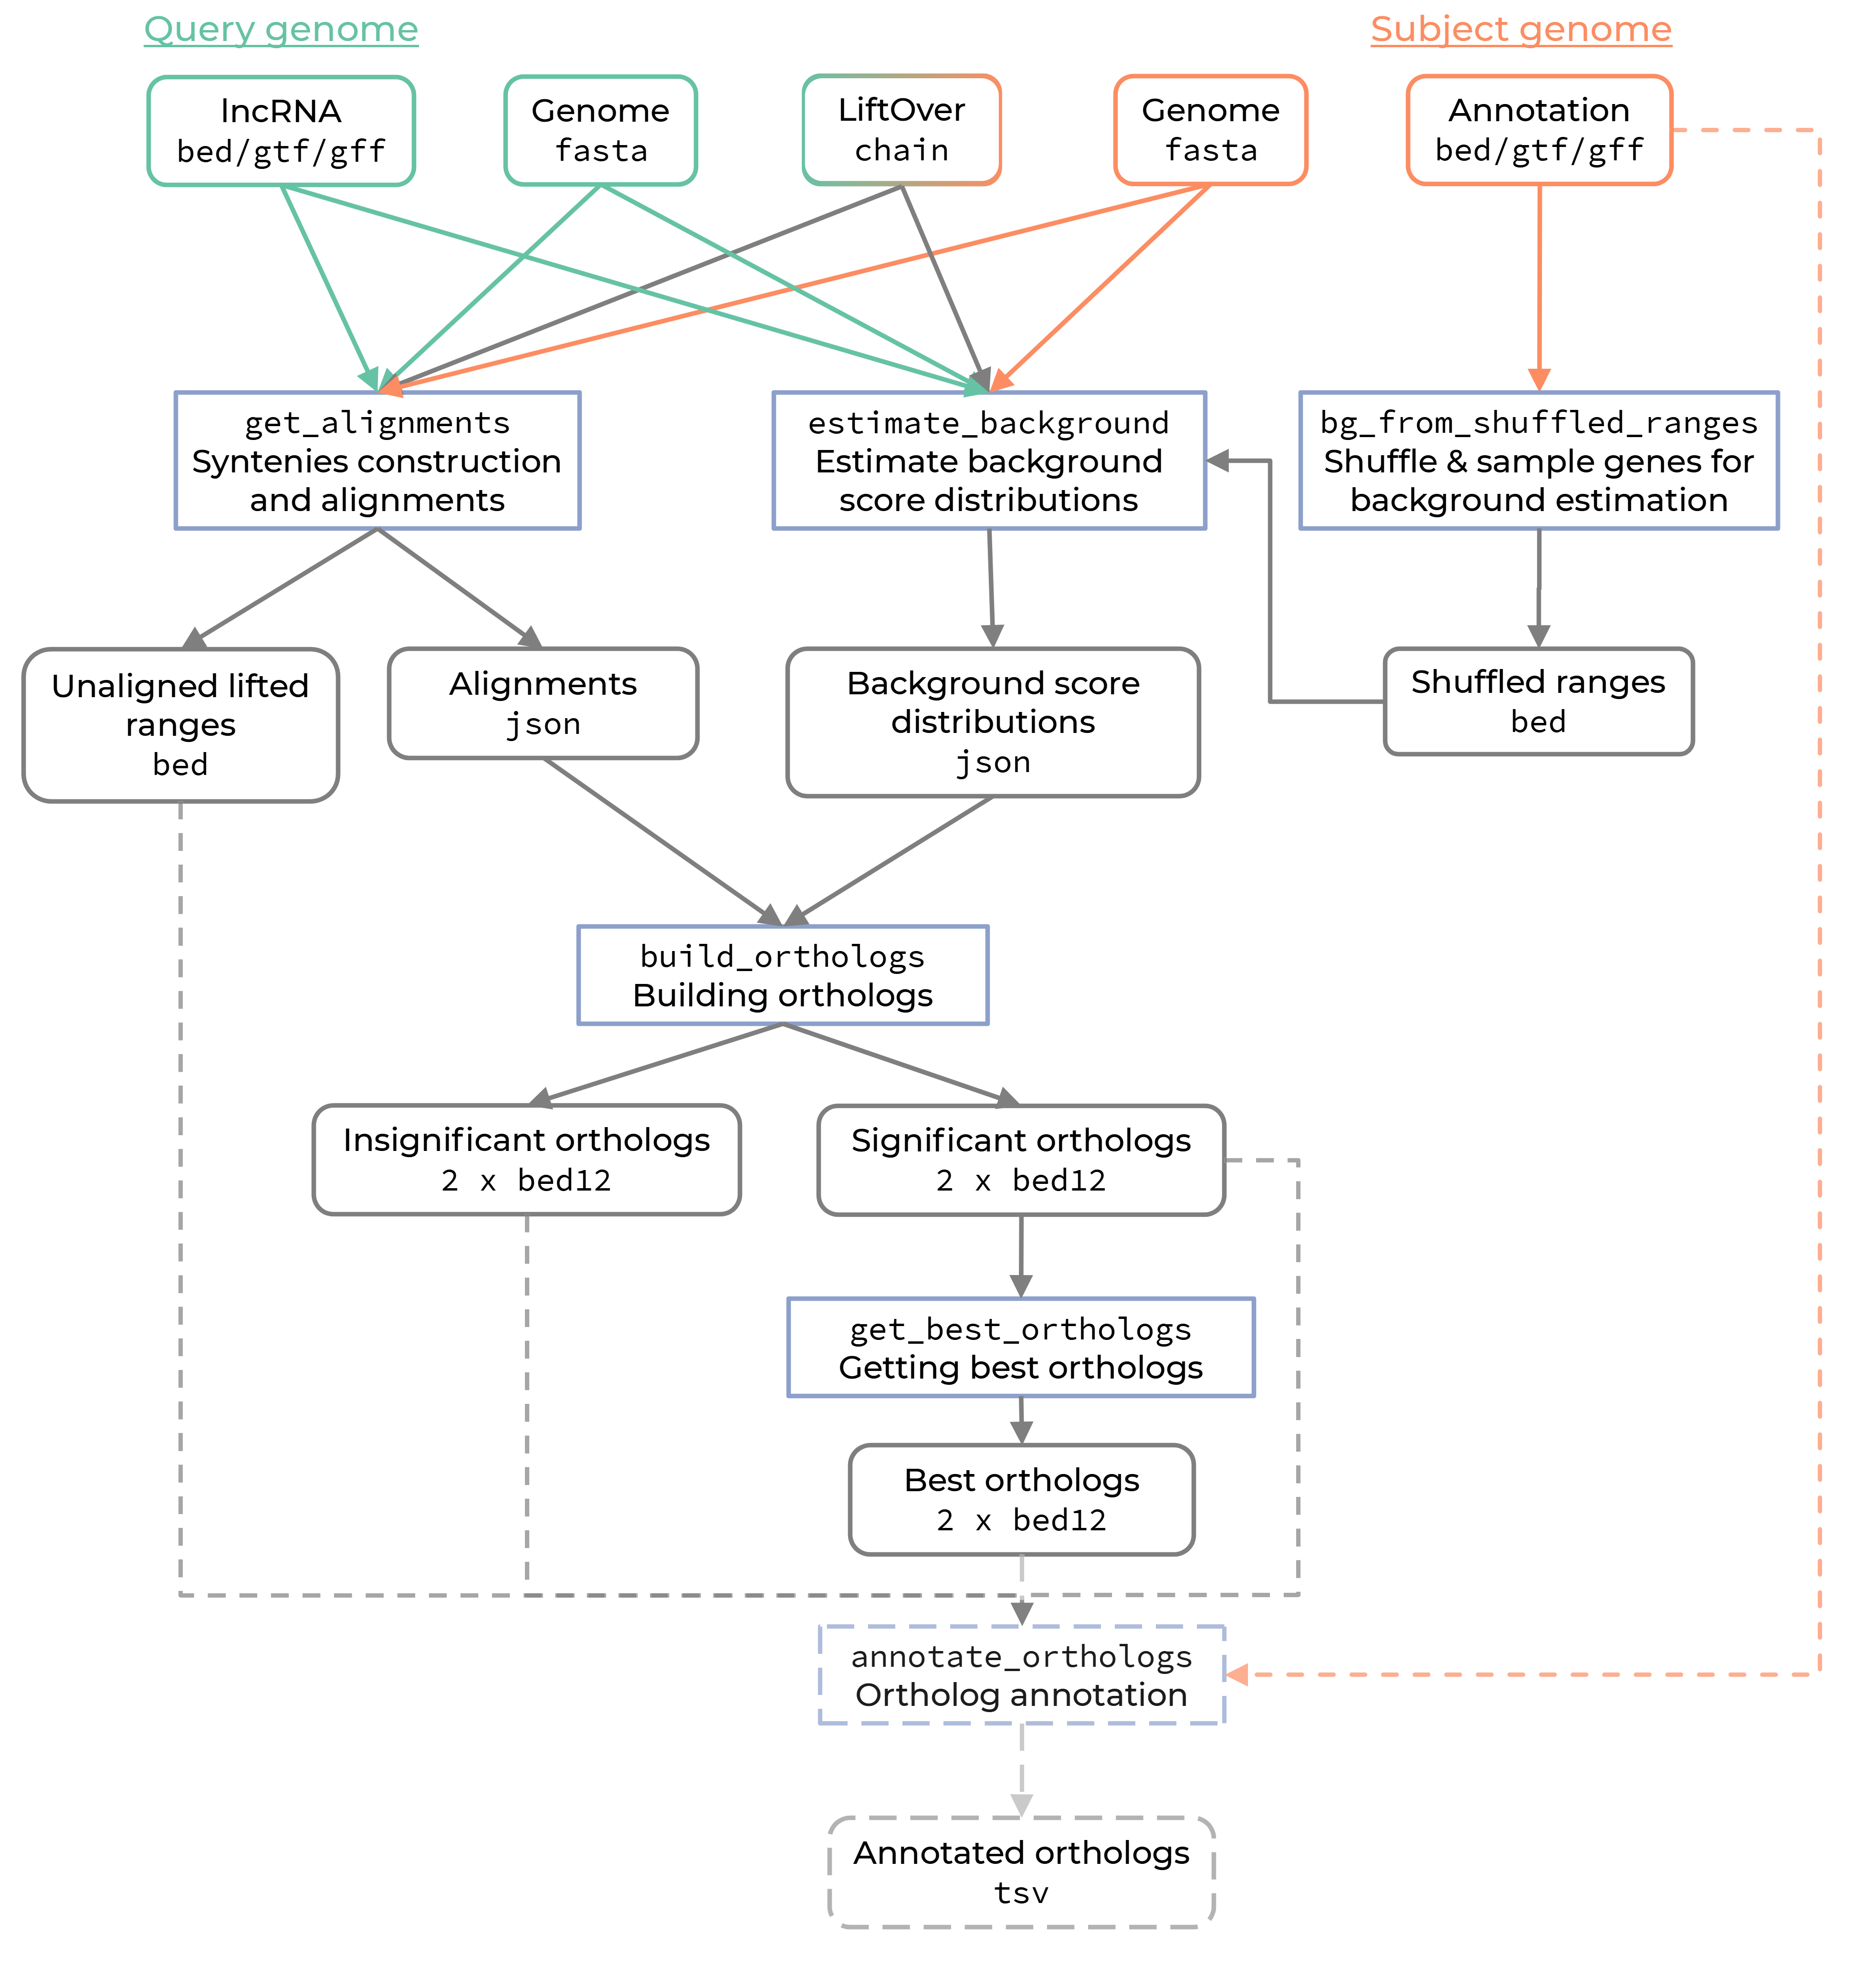 Query genome
Subject genome
lncRNA
bed/gtf/gff
Genome
fasta
LiftOver
chain
Genome
fasta
Annotation
bed/gtf/gff
get_alignments
Syntenies construction
and alignments
estimate_background
Estimate background
score distributions
bg_from_shuffled_ranges
Shuffle & sample genes for
background estimation
Unaligned lifted
ranges
bed
Alignments
json
Background score
distributions
json
Shuffled ranges
bed
build_orthologs
Building orthologs
Insignificant orthologs
2 x bed12
Significant orthologs
2 x bed12
get_best_orthologs
Getting best orthologs
Best orthologs
2 x bed12
annotate_orthologs
Ortholog annotation
Annotated orthologs
tsv